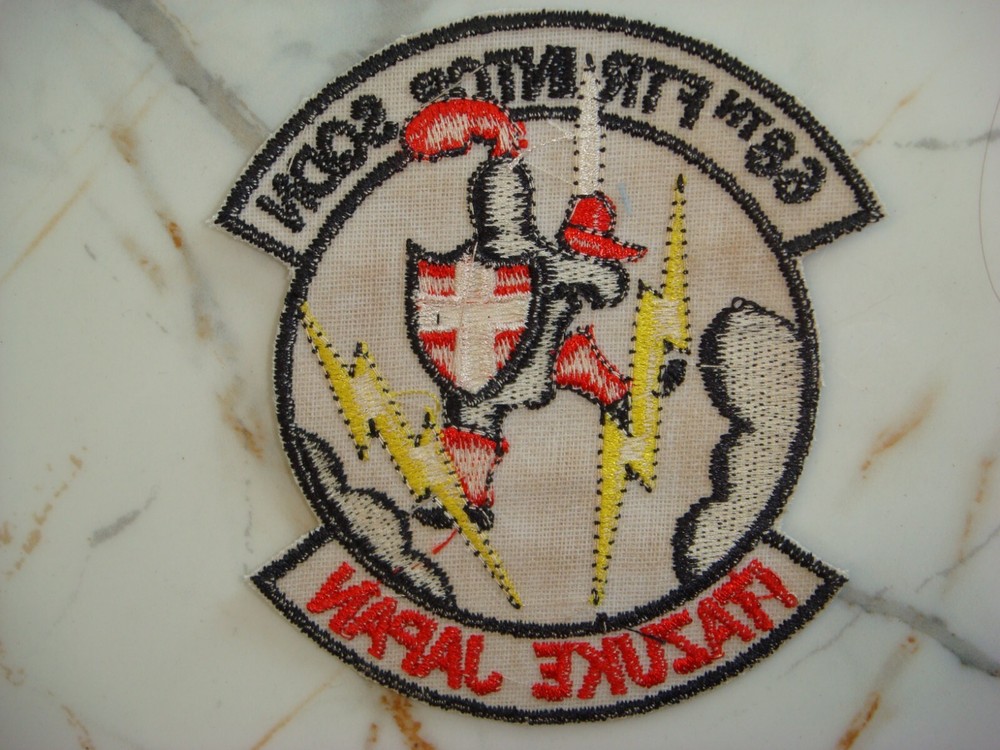 68TH FTR INTCP SQDN
ITAZUKE JAPAN